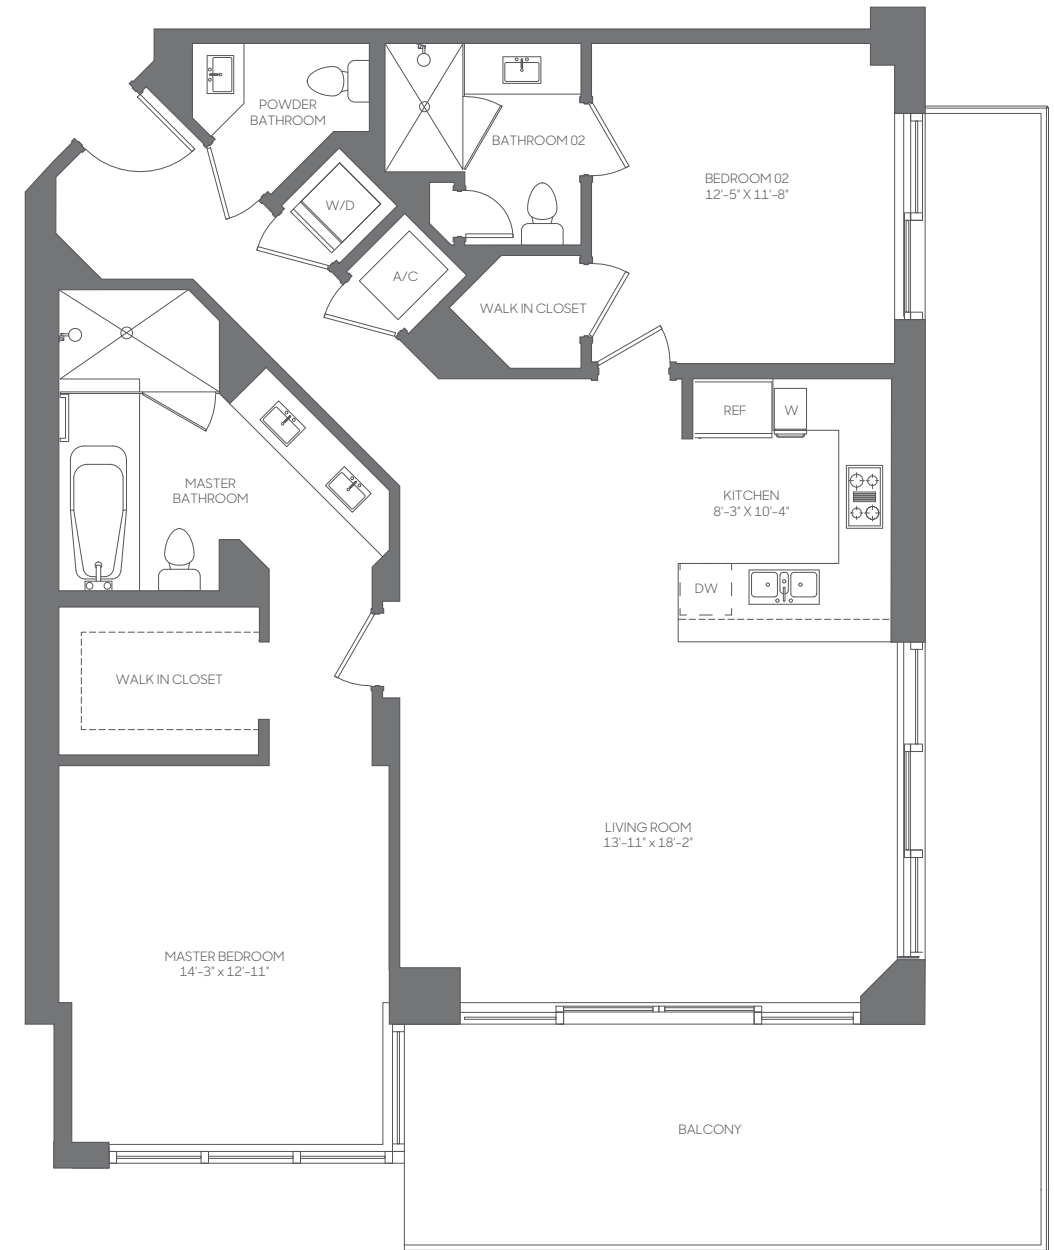 POWDER
BATHROOM
BATHROOM 02
BEDROOM 02
12'-5" X 11'-8"
W/D
A/C
WALK IN CLOSET
REF
W
MASTER
BATHROOM
KITCHEN
8'-3" X 10'-4"
DW
WALK IN CLOSET
LIVING ROOM
13'-11" x 18'-2"
MASTER BEDROOM
14'-3" x 12'-11"
BALCONY